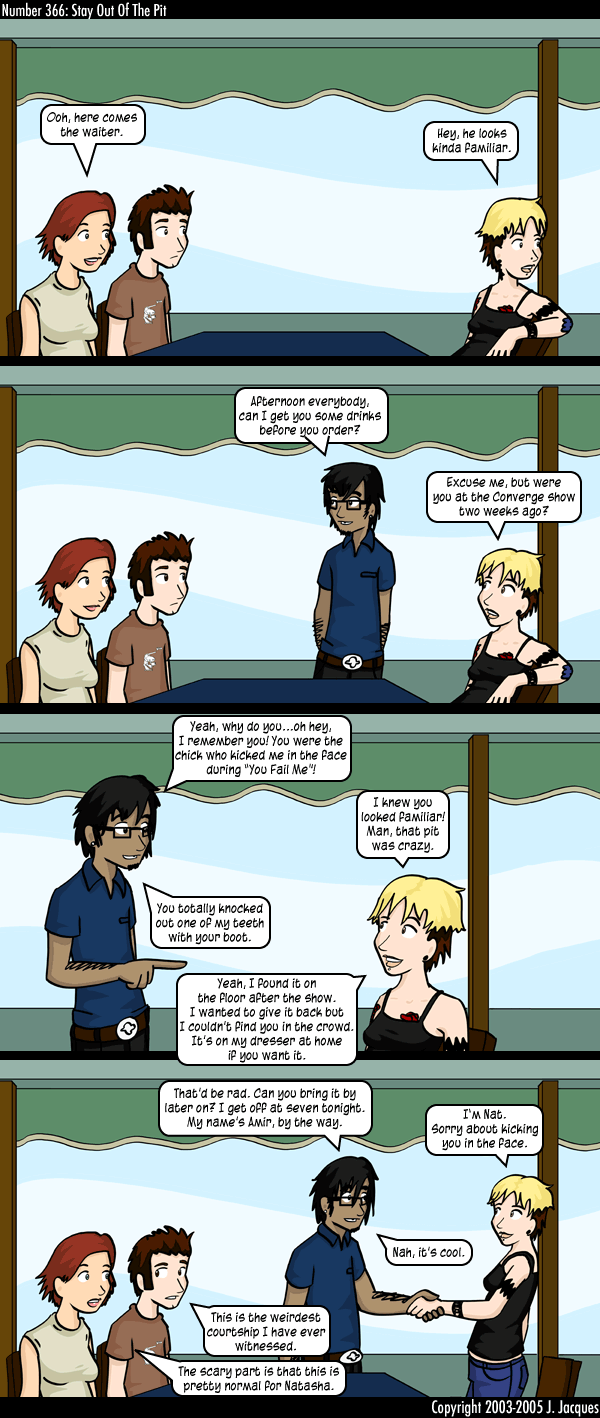 Number 366: Stay Out Of The Pit
Ooh, here comes
the waiter.
Hey, he looks
kinda familiar.
Afternoon everybody,
can I get you some drinks
before you order?
Excuse me, but were
you at the Converge show
two weeks ago?
Yeah, why do you...oh hey,
I remember you! You were the
chick who kicked me in the face
during "You Fail Me"!
I knew you
looked familiar!
Man, that pit
was crazy.
You totally knocked
out one of my teeth
with your boot.
Yeah, I found it on
the floor after the show.
I wanted to give it back but
I couldn't find you in the crowd.
It's on my dresser at home
if you want it.
That'd be rad. Can you bring it by
later on? I get off at seven tonight.
My name's Amir, by the way.
I'm Nat.
Sorry about kicking
you in the face.
Nah, it's cool.
This is the weirdest
courtship I have ever
witnessed.
The scary part is that this is
pretty normal for Natasha.
Copyright 2003-2005 J. Jacques